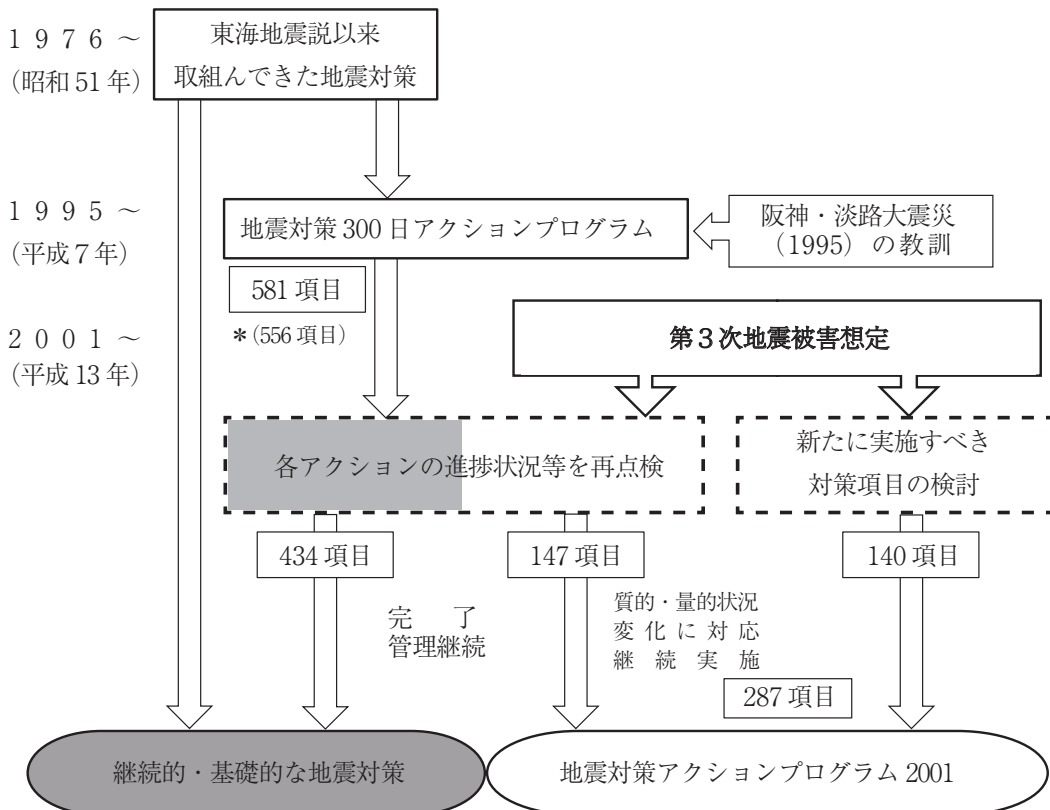 1976～
(昭和51年)
東海地震説以来
取組んできた地震対策
1995～
(平成7年)
地震対策300日アクションプログラム
阪神・淡路大震災
(1995)の教訓
581項目
＊(556項目)
2001～
(平成13年)
第3次地震被害想定
各アクションの進捗状況等を再点検
新たに実施すべき
対策項目の検討
434項目
147項目
140項目
完了
管理継続
質的・量的状況
変化に対応
継続実施
287項目
継続的・基礎的な地震対策
地震対策アクションプログラム2001